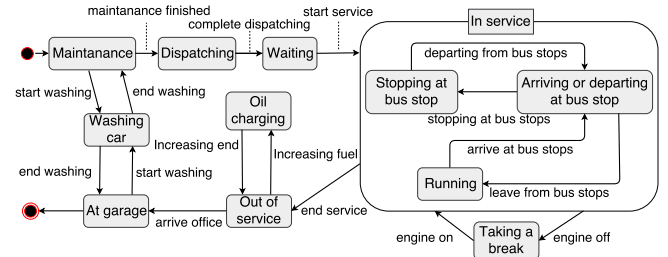 maintanance finished
complete dispatching
start service
In service
Maintanance
Dispatching
Waiting
departing from bus stops
Stopping at
bus stop
Arriving or departing
at bus stop
stopping at bus stops
start washing
end washing
Oil
charging
Washing
car
Increasing end
Increasing fuel
arrive at bus stops
end washing
start washing
Running
leave from bus stops
At garage
arrive office
Out of
service
end service
engine on
Taking a
break
engine off